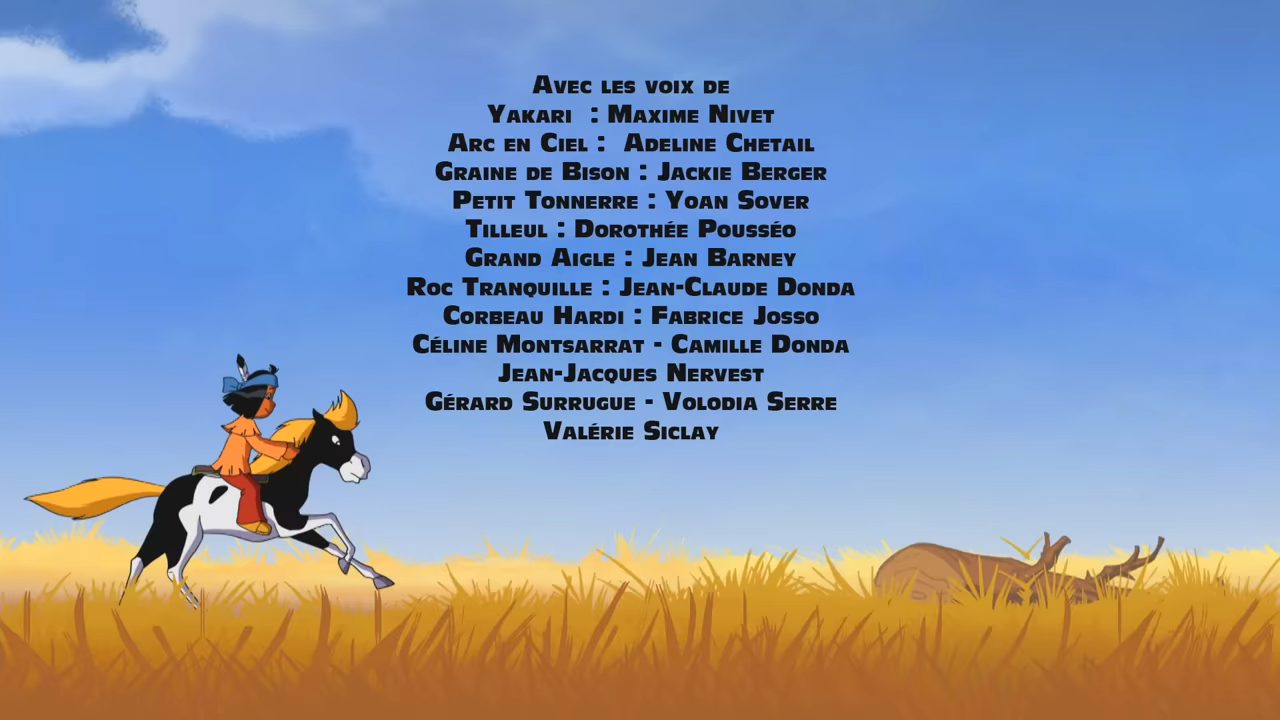 Avec les voix de
Yakari : Maxime Nivet
Arc en Ciel : Adeline Chetail
Graine de Bison : Jackie Berger
Petit Tonnerre : Yoan Sover
Tilleul : Dorothée Pousséo
Grand Aigle : Jean Barney
Roc Tranquille : Jean-Claude Donda
Corbeau Hardi : Fabrice Josso
Céline Montsarrat - Camille Donda
Jean-Jacques Nervest
Gérard Surrugue - Volodia Serre
Valérie Siclay